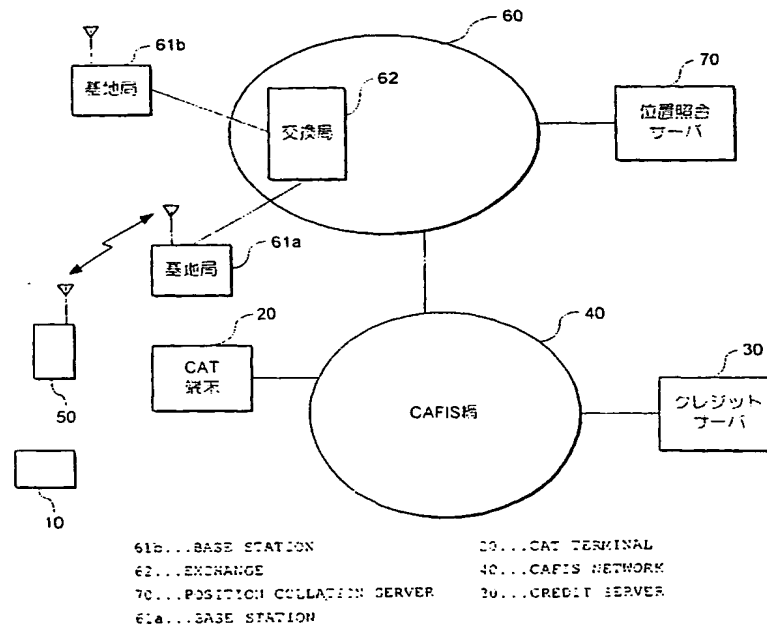 60
61b
基地局
62
交換局
70
位置照合
サーバ
61a
基地局
20
CAT
40
30
CAFIS網
クレジット
サーバ
50
10
61b...BASE STATION
62...EXCHANGE
70...POSITION COLLATION SERVER
61a...BASE STATION
20...CAT TERMINAL
40...CAFIS NETWORK
30...CREDIT SERVER